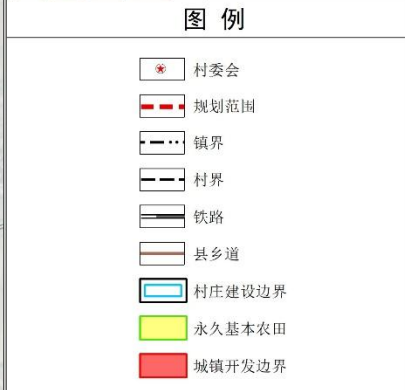 图 例
村委会
规划范围
镇界
村界
铁路
县乡道
村庄建设边界
永久基本农田
城镇开发边界